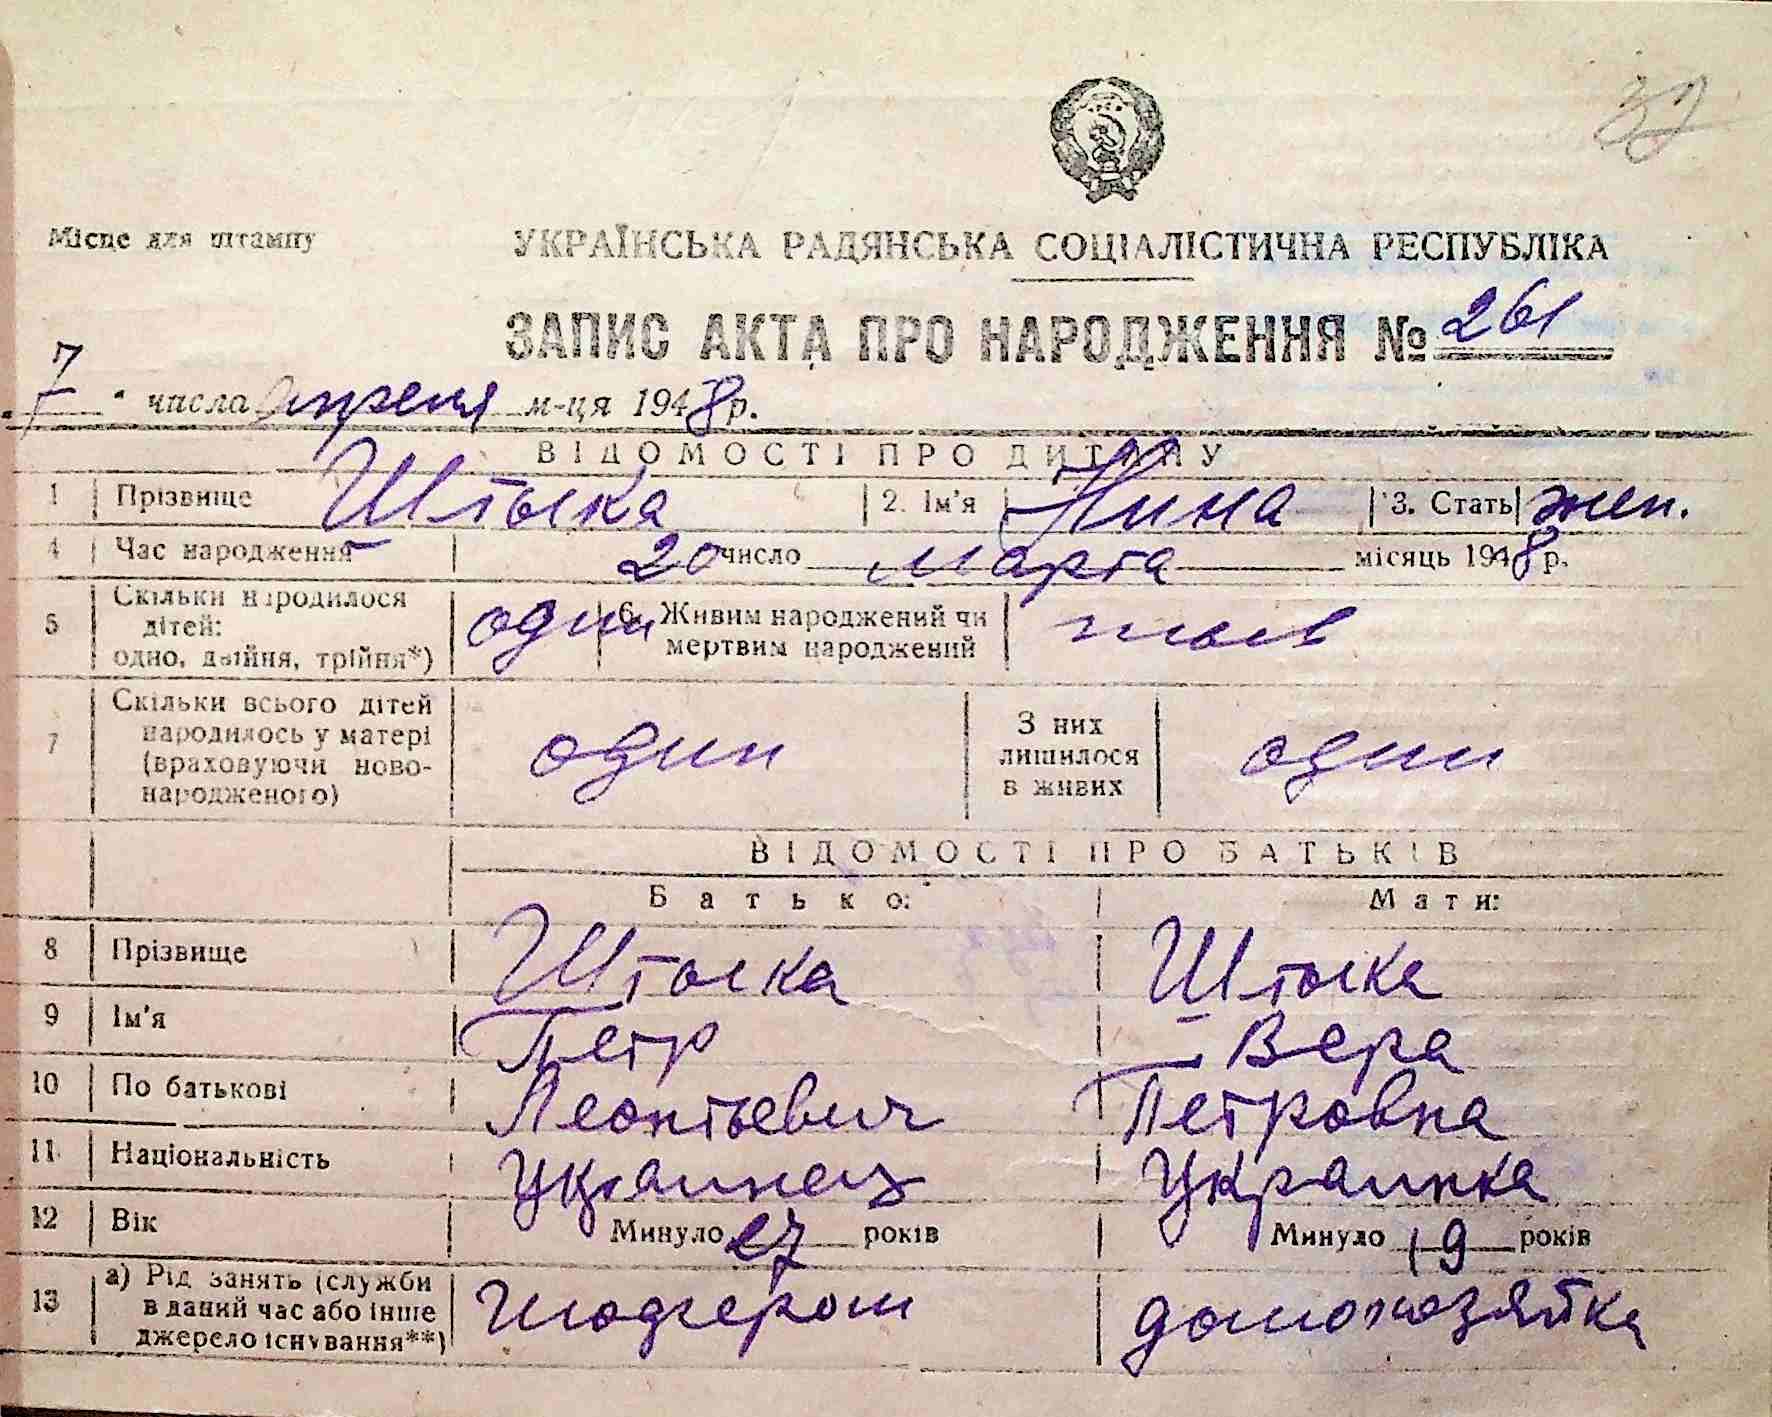 32
Місце для штампу
УКРАЇНСЬКА РАДЯНСЬКА СОЦІАЛІСТИЧНА РЕСПУБЛІКА
ЗАПИС АКТА ПРО НАРОДЖЕННЯ № 261
7 числа апреля м-ця 1948 р.
ВІДОМОСТІ ПРО ДИТИНУ
1 Прізвище Штыка 2. Ім'я Нина 3. Стать жен.
4 Час народження 20 число марта місяць 1948 р.
5 Скільки народилося дітей: одно, двійня, трійня*) один 6. Живим народжений чи мертвим народжений
7 Скільки всього дітей народилось у матері (враховуючи новонародженого) один З них лишилося в живих один
ВІДОМОСТІ ПРО БАТЬКІВ
Батько: Мати:
8 Прізвище Штыка Штыка
9 Ім'я Петр Вера
10 По батькові Леонтьевич Петровна
11 Національність Украинец Украинка
12 Вік Минуло 27 років Минуло 19 років
13 а) Рід занять (служби в даний час або інше джерело існування**) домохозяйка